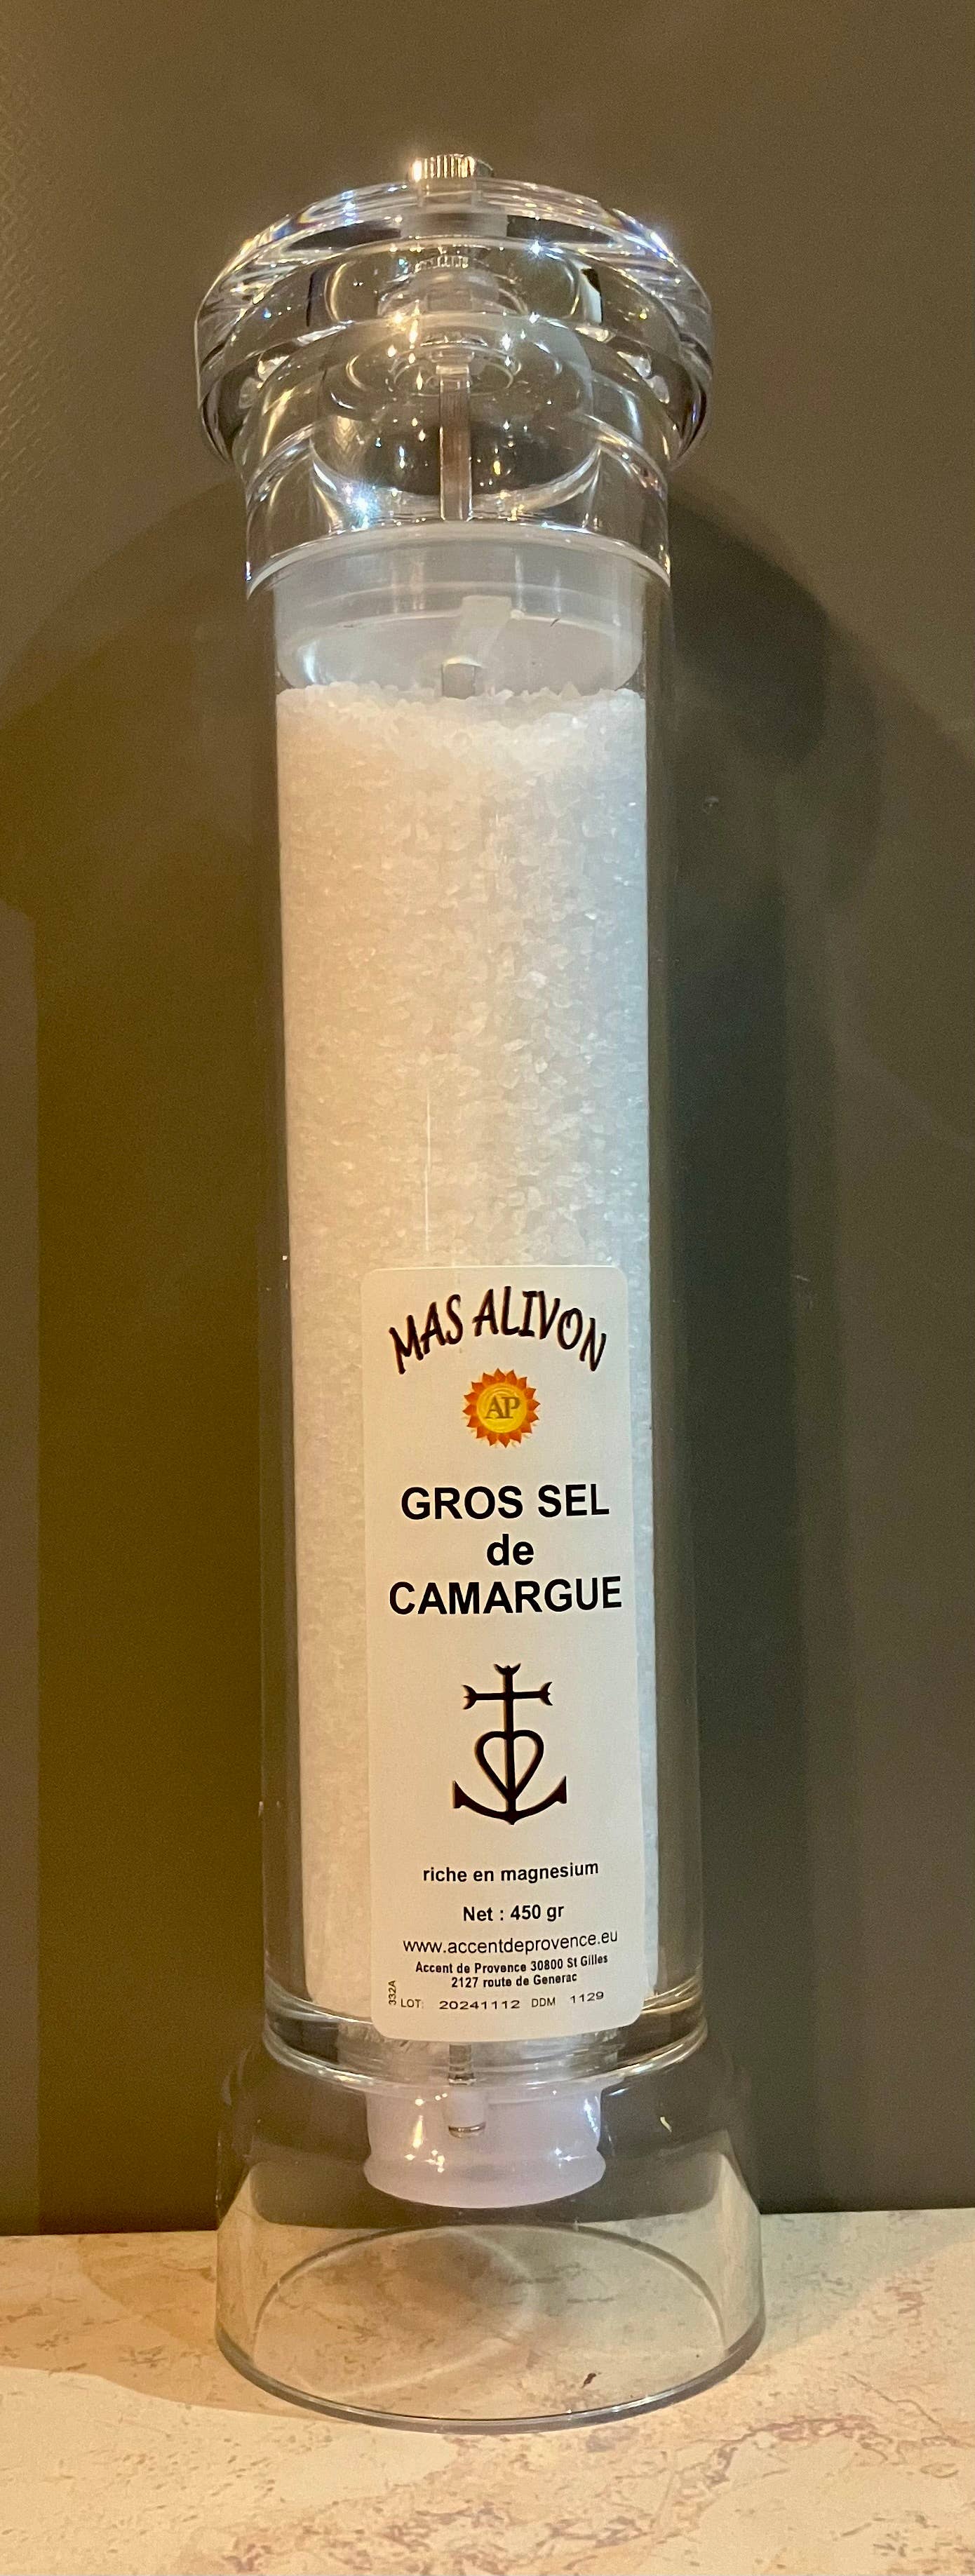 MAS ALIVON
AP
GROS SEL
de
CAMARGUE
riche en magnesium
Net : 450 gr
www.accentdeprovence.eu
Accent de Provence 30800 St Gilles
2127 route de Generac
332A
LOT: 20241112 DDM 1129